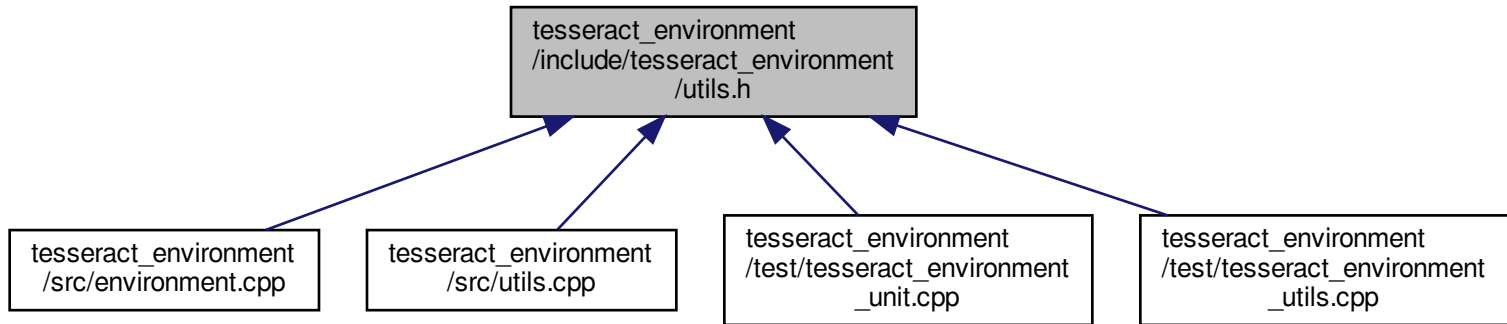 tesseract_environment
/include/tesseract_environment
/utils.h
tesseract_environment
/src/environment.cpp
tesseract_environment
/src/utils.cpp
tesseract_environment
/test/tesseract_environment
_unit.cpp
tesseract_environment
/test/tesseract_environment
_utils.cpp